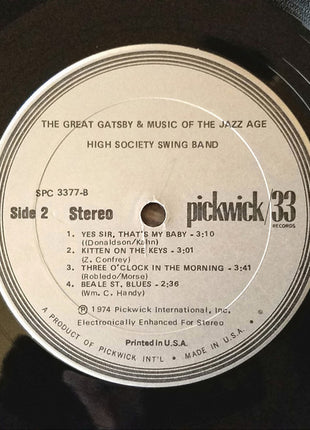 THE GREAT GATSBY & MUSIC OF THE JAZZ AGE
HIGH SOCIETY SWING BAND
SPC 3377-B
Side 2 Stereo
pickwick/33
RECORDS
1. YES SIR, THAT'S MY BABY - 3:10
((Donaldson/Kahn)
2. KITTEN ON THE KEYS - 3:01
(Z. Confrey)
3. THREE O'CLOCK IN THE MORNING - 3:41
(Robledo/Morse)
4. BEALE ST. BLUES - 2:36
(Wm. C. Handy)
Ⓟ 1974 Pickwick International, Inc.
Electronically Enhanced For Stereo
Printed in U.S.A.
A PRODUCT OF PICKWICK INT'L • MADE IN U.S.A.